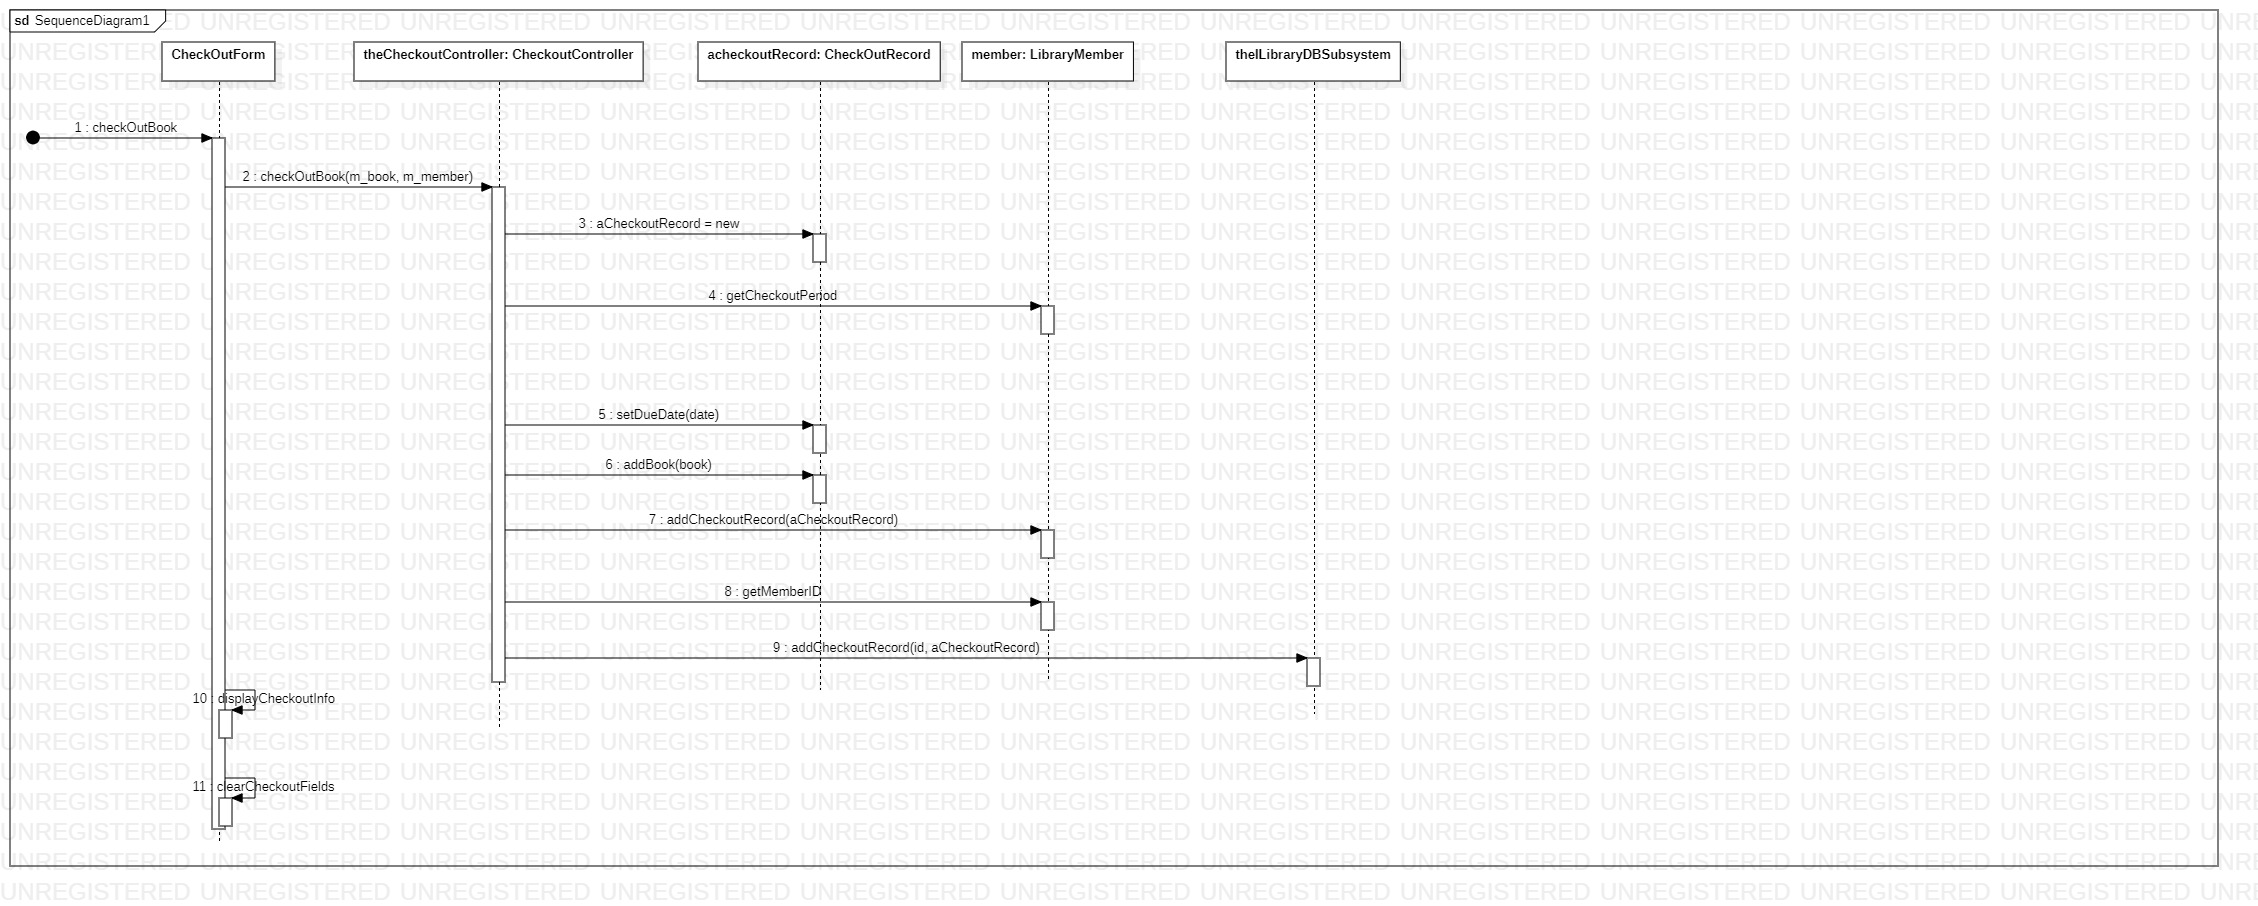 sd SequenceDiagram1
CheckOutForm
theCheckoutController: CheckoutController
acheckoutRecord: CheckOutRecord
member: LibraryMember
theILibraryDBSubsystem
1 : checkOutBook
2 : checkOutBook(m_book, m_member)
3 : aCheckoutRecord = new
4 : getCheckoutPeriod
5 : setDueDate(date)
6 : addBook(book)
7 : addCheckoutRecord(aCheckoutRecord)
8 : getMemberID
9 : addCheckoutRecord(id, aCheckoutRecord)
10 : displayCheckoutInfo
11 : clearCheckoutFields
UNREGISTERED